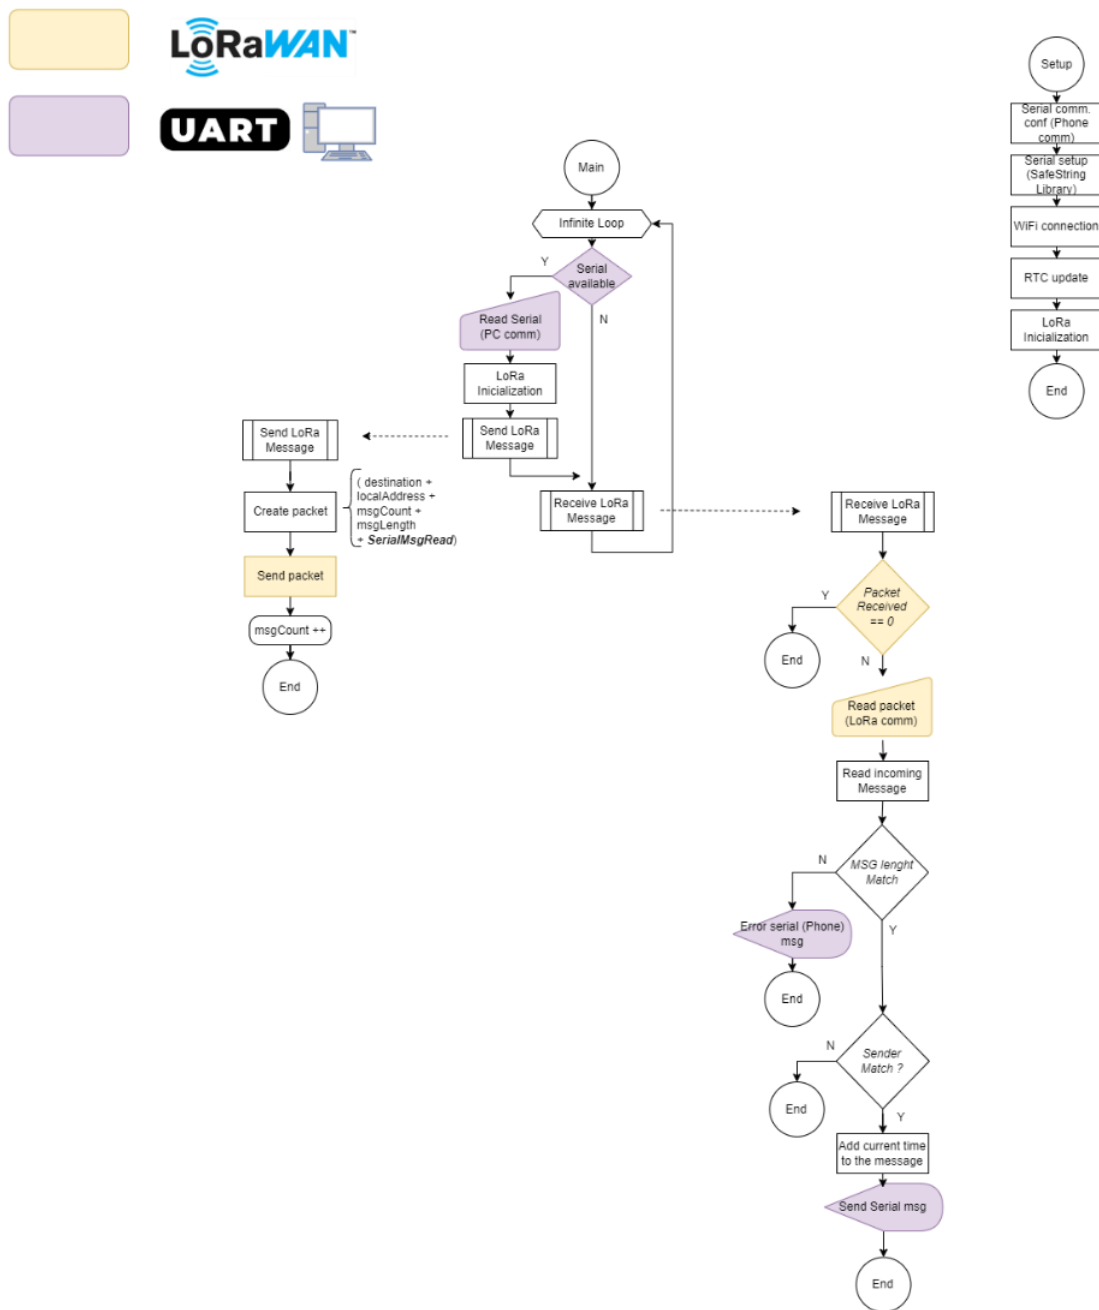 LoRaWAN™
UART
Setup
Serial comm.
conf (Phone
comm)
Serial setup
(SafeString
Library)
WiFi connection
RTC update
LoRa
Inicialization
End
Main
Infinite Loop
Serial
available
Y
N
Read Serial
(PC comm)
LoRa
Inicialization
Send LoRa
Message
Receive LoRa
Message
Send LoRa
Message
Create packet
( destination +
localAddress +
msgCount +
msgLength
+ SerialMsgRead)
Send packet
msgCount ++
End
Receive LoRa
Message
Packet
Received
== 0
Y
End
N
Read packet
(LoRa comm)
Read incoming
Message
MSG lenght
Match
N
Error serial (Phone)
msg
End
Y
Sender
Match ?
N
End
Y
Add current time
to the message
Send Serial msg
End